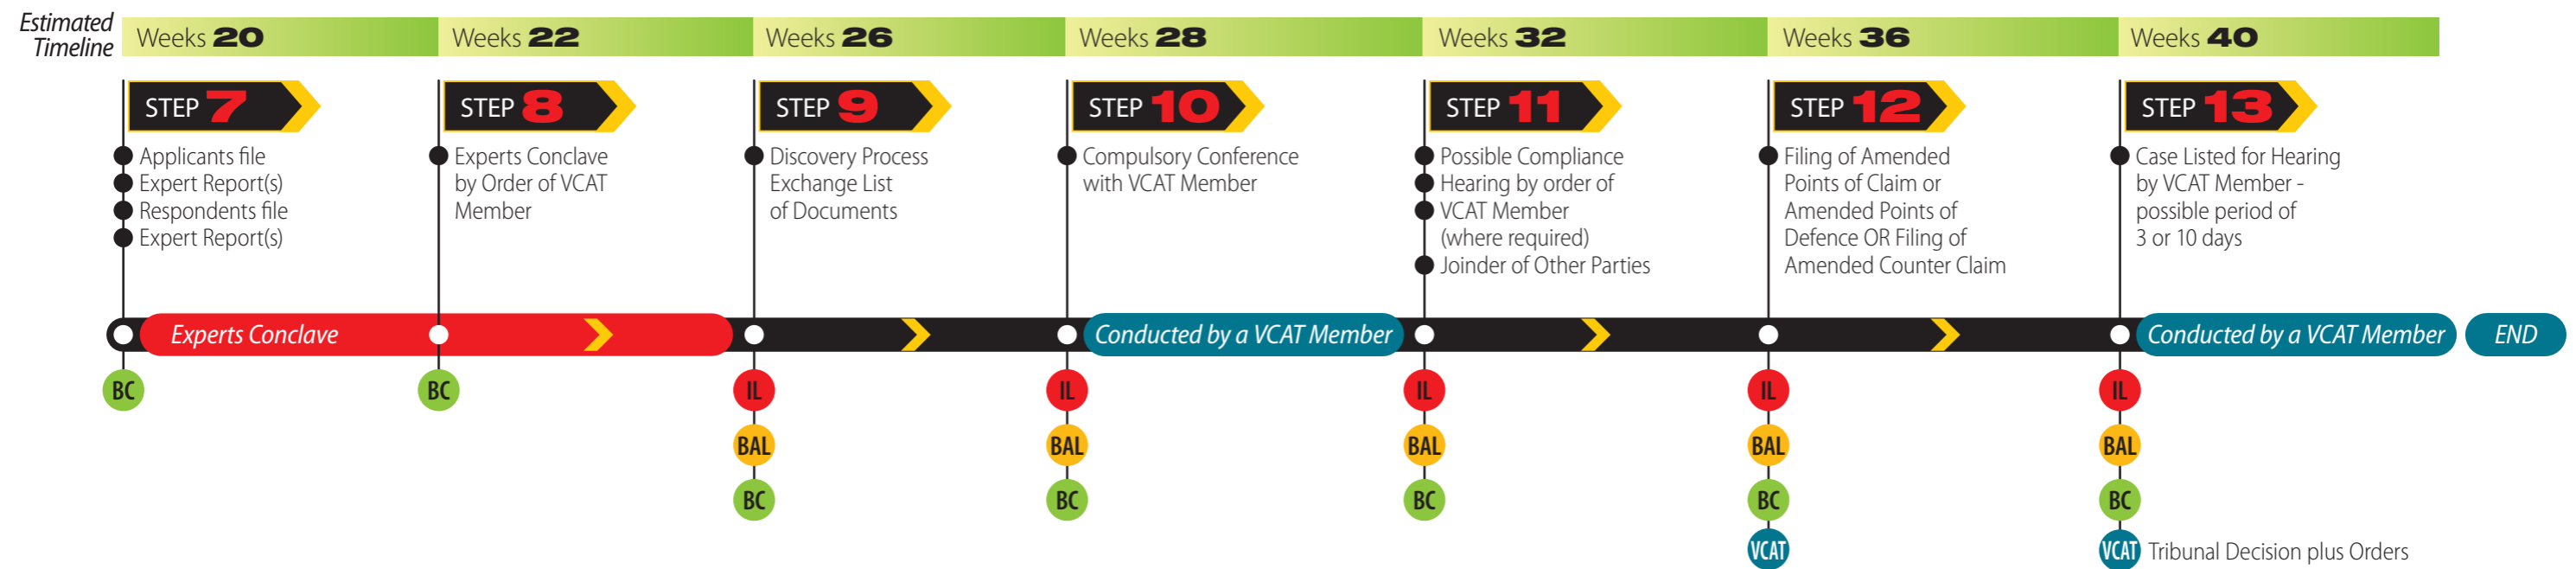 Estimated
Timeline
Weeks 20
Weeks 22
Weeks 26
Weeks 28
Weeks 32
Weeks 36
Weeks 40
STEP 7
Applicants file
Expert Report(s)
Respondents file
Expert Report(s)
STEP 8
Experts Conclave
by Order of VCAT
Member
STEP 9
Discovery Process
Exchange List
of Documents
STEP 10
Compulsory Conference
with VCAT Member
STEP 11
Possible Compliance
Hearing by order of
VCAT Member
(where required)
Joinder of Other Parties
STEP 12
Filing of Amended
Points of Claim or
Amended Points of
Defence OR Filing of
Amended Counter Claim
STEP 13
Case Listed for Hearing
by VCAT Member -
possible period of
3 or 10 days
Experts Conclave
Conducted by a VCAT Member
Conducted by a VCAT Member
END
BC
BC
IL
BAL
BC
IL
BAL
BC
IL
BAL
BC
IL
BAL
BC
VCAT
IL
BAL
BC
VCAT Tribunal Decision plus Orders